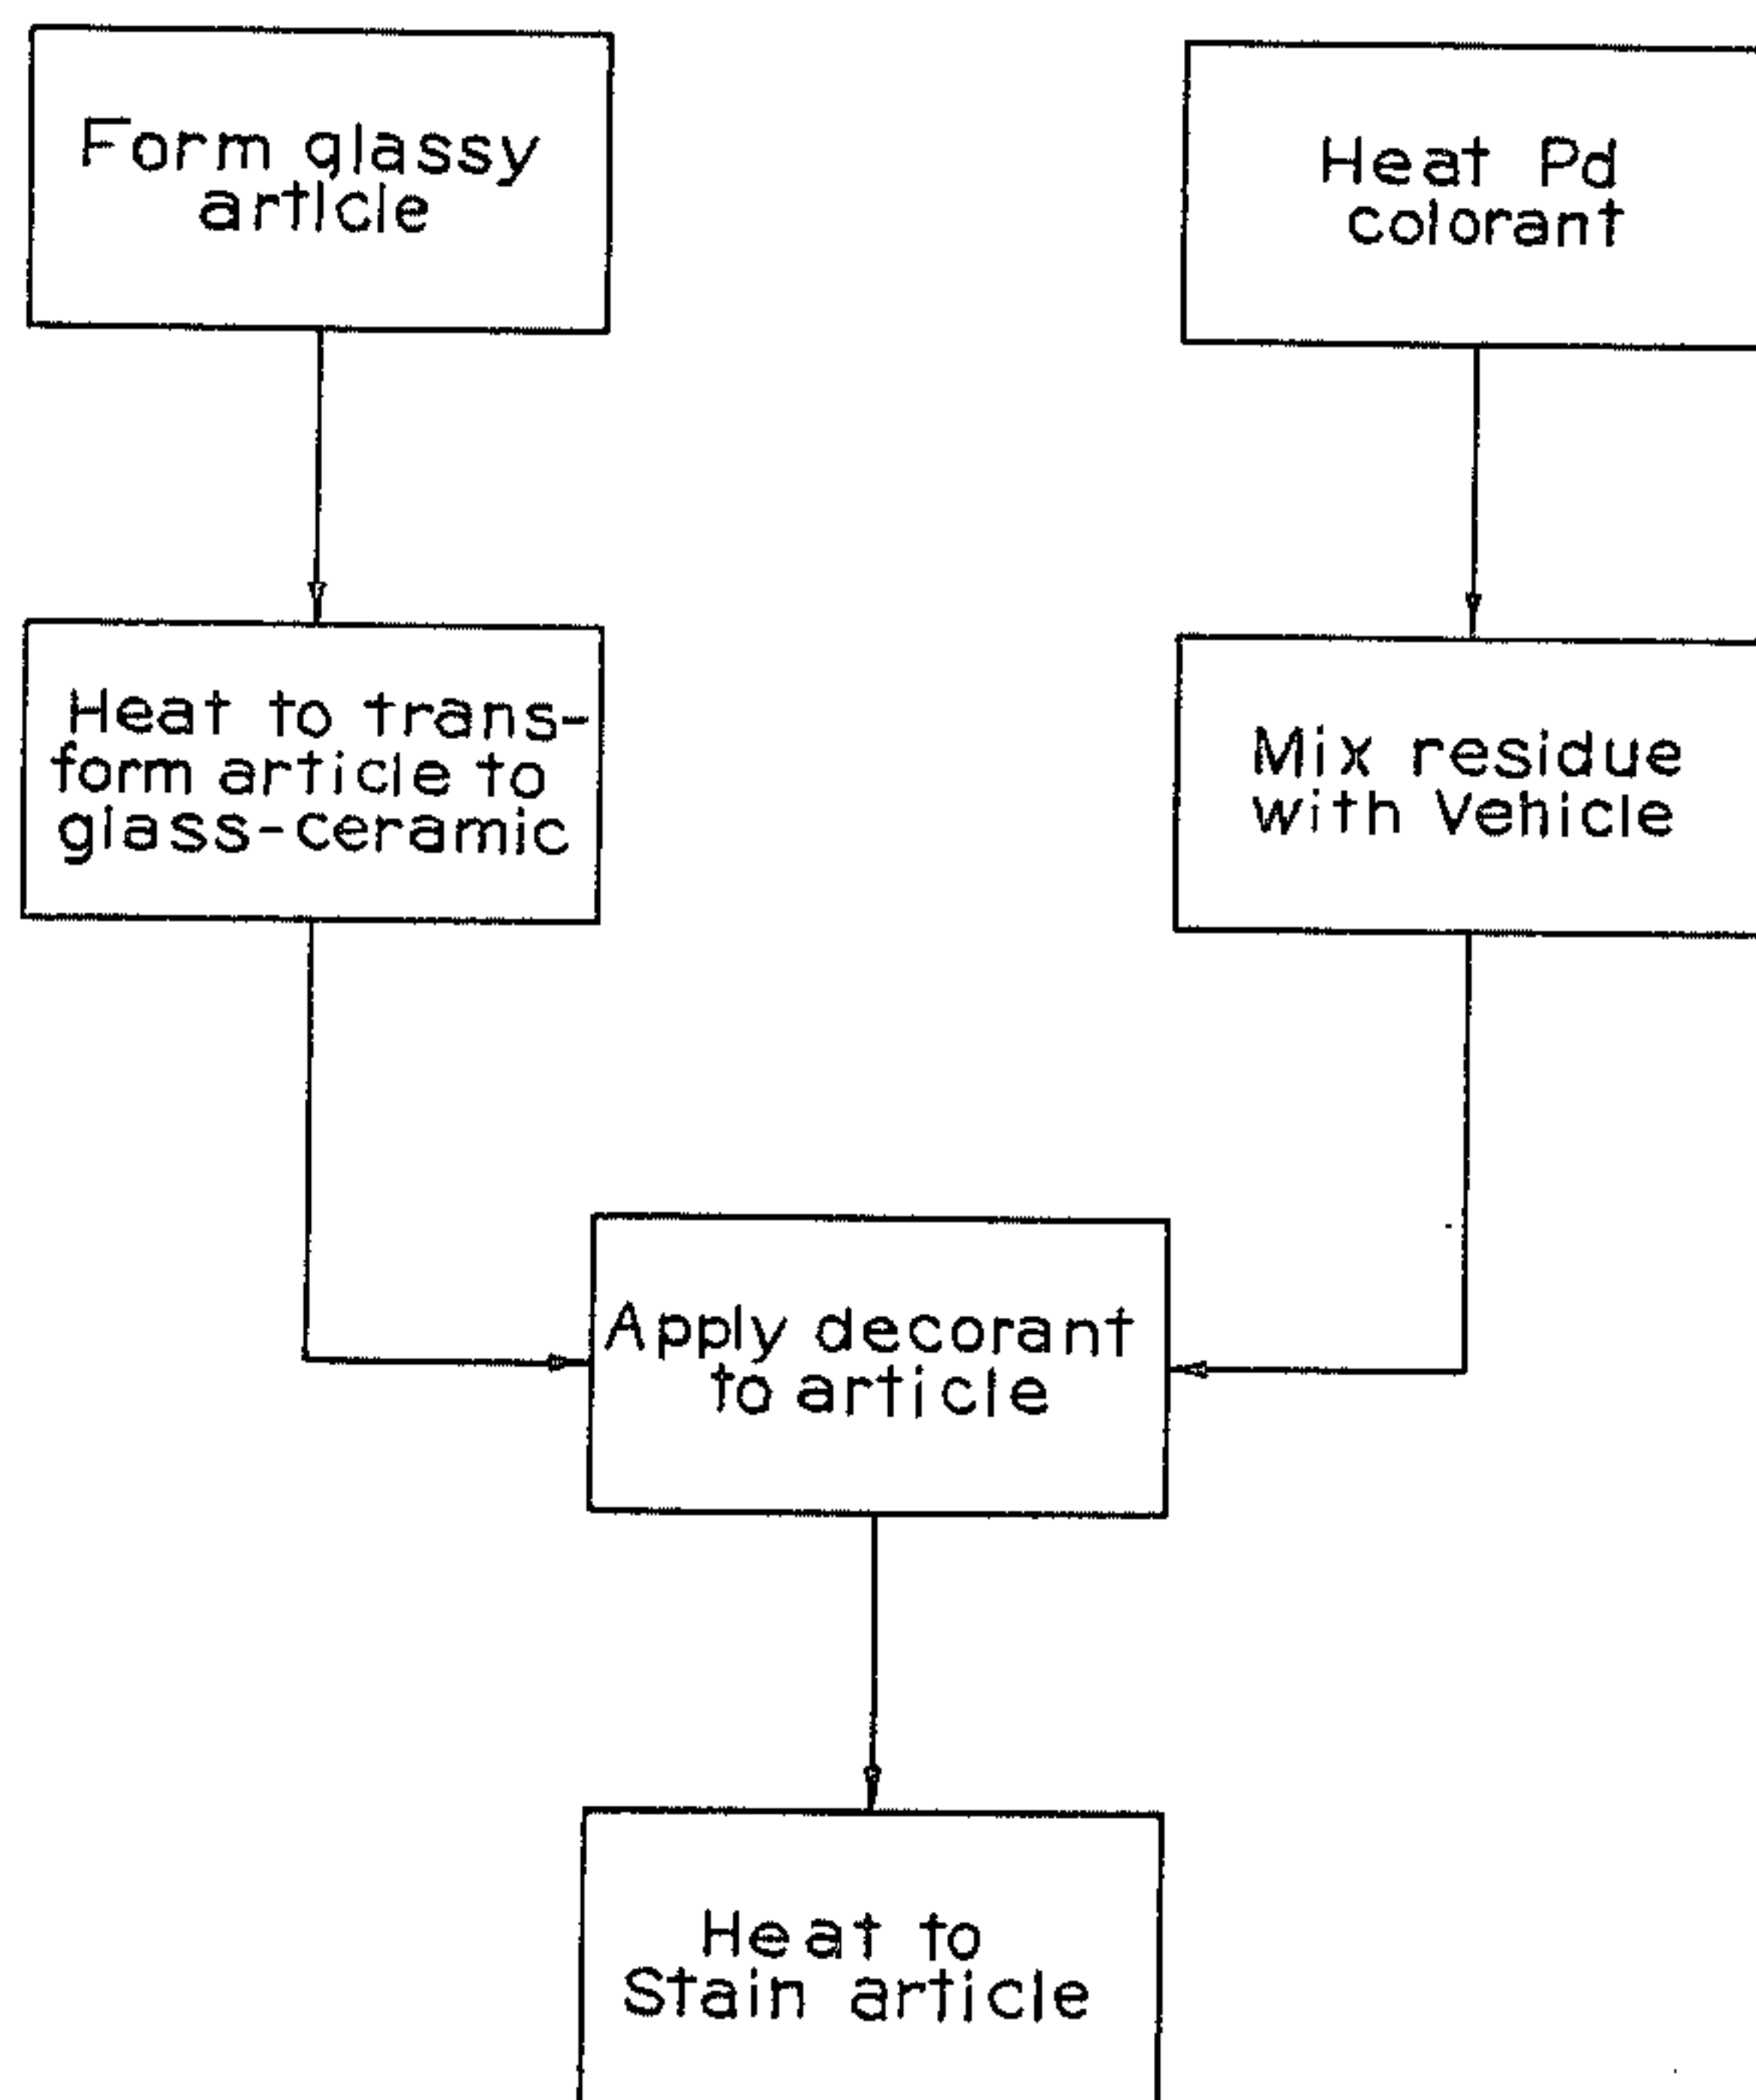 Form glassy
article
Heat Pd
colorant
Heat to trans-
form article to
glass-ceramic
Mix residue
with Vehicle
Apply decorant
to article
Heat to
Stain article